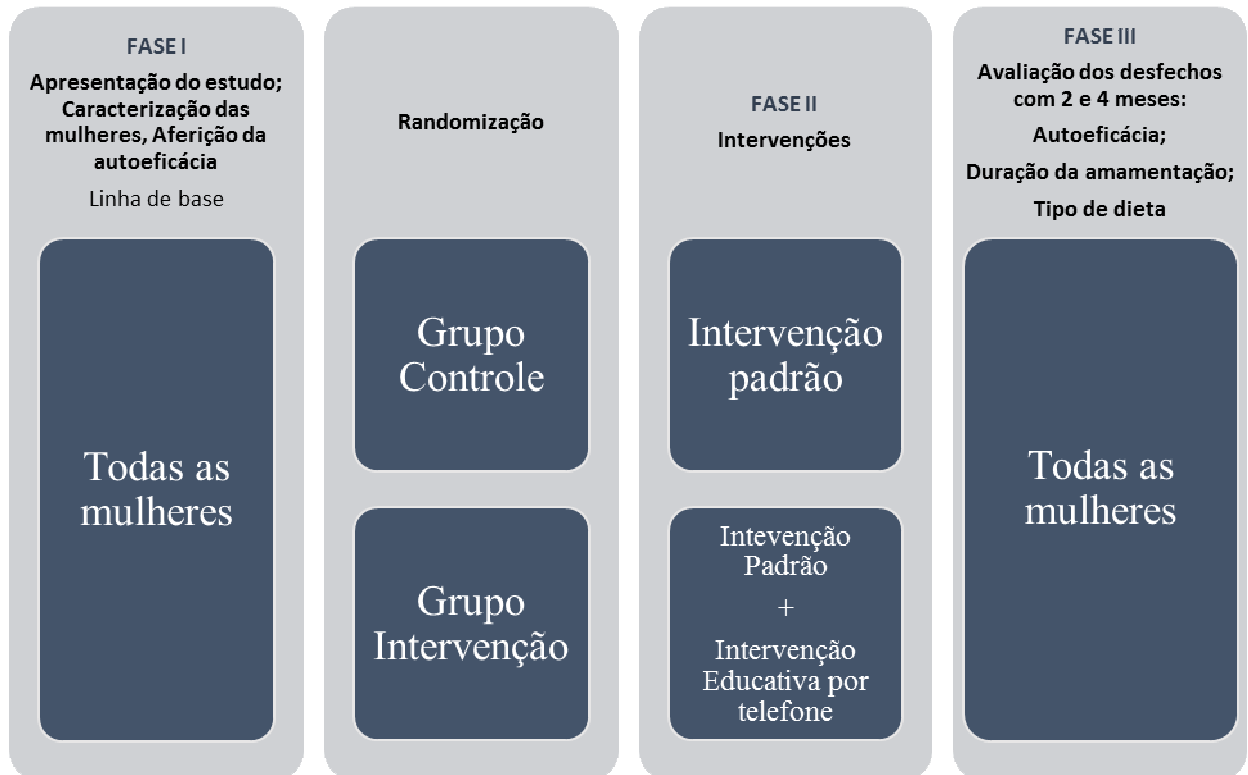 FASE I
Apresentação do estudo;
Caracterização das
mulheres, Aferição da
autoeficácia
Linha de base
Todas as
mulheres
Randomização
Grupo
Controle
Grupo
Intervenção
FASE II
Intervenções
Intervenção
padrão
Intevenção
Padrão
+
Intervenção
Educativa por
telefone
FASE III
Avaliação dos desfechos
com 2 e 4 meses:
Autoeficácia;
Duração da amamentação;
Tipo de dieta
Todas as
mulheres